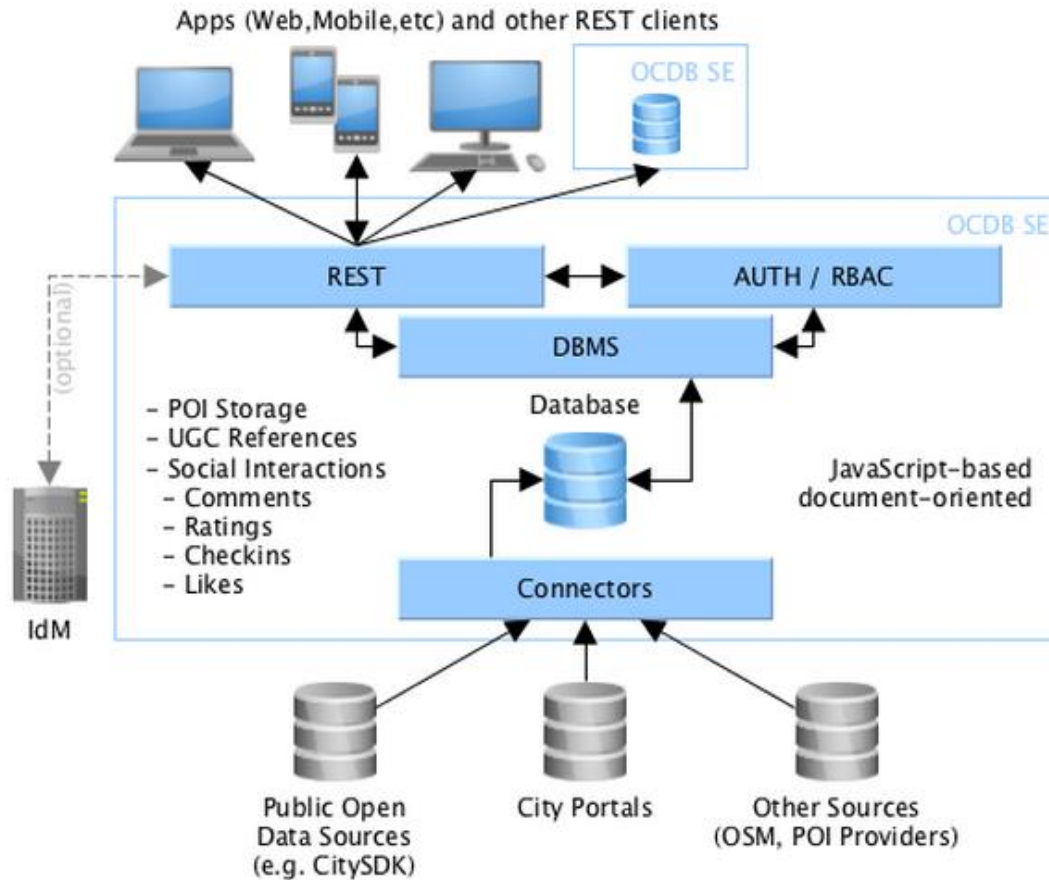 Apps (Web,Mobile,etc) and other REST clients
OCDB SE
OCDB SE
REST
AUTH / RBAC
(optional)
DBMS
Database
– POI Storage
– UGC References
– Social Interactions
– Comments
– Ratings
– Checkins
– Likes
JavaScript-based
document-oriented
Connectors
IdM
Public Open
Data Sources
(e.g. CitySDK)
City Portals
Other Sources
(OSM, POI Providers)